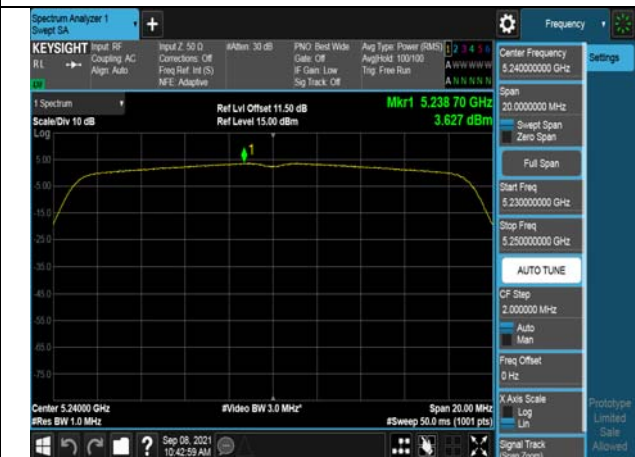 Spectrum Analyzer 1
Swept SA
+
Frequency
KEYSIGHT
RL
Input: RF
Coupling: AC
Align: Auto
Input Z: 50 Ω
Corrections: Off
Freq Ref: Int (S)
NFE: Adaptive
#Atten: 30 dB
PNO: Best Wide
Gate: Off
IF Gain: Low
Sig Track: Off
Avg Type: Power (RMS)
Avg|Hold: 100/100
Trig: Free Run
1 2 3 4 5 6
A W W W W W
A N N N N N
1 Spectrum
Scale/Div 10 dB
Log
Ref Lvl Offset 11.50 dB
Ref Level 15.00 dBm
Mkr1 5.238 70 GHz
3.627 dBm
1
5.00
-5.00
-15.0
-25.0
-35.0
-45.0
-55.0
-65.0
-75.0
Center 5.24000 GHz
#Res BW 1.0 MHz
#Video BW 3.0 MHz*
Span 20.00 MHz
#Sweep 50.0 ms (1001 pts)
?
Sep 08, 2021
10:42:59 AM
Center Frequency
5.240000000 GHz
Span
20.0000000 MHz
Swept Span
Zero Span
Full Span
Start Freq
5.230000000 GHz
Stop Freq
5.250000000 GHz
AUTO TUNE
CF Step
2.000000 MHz
Auto
Man
Freq Offset
0 Hz
X Axis Scale
Log
Lin
Signal Track
(Span Zoom)
Settings
Prototype
Limited
Sale
Allowed